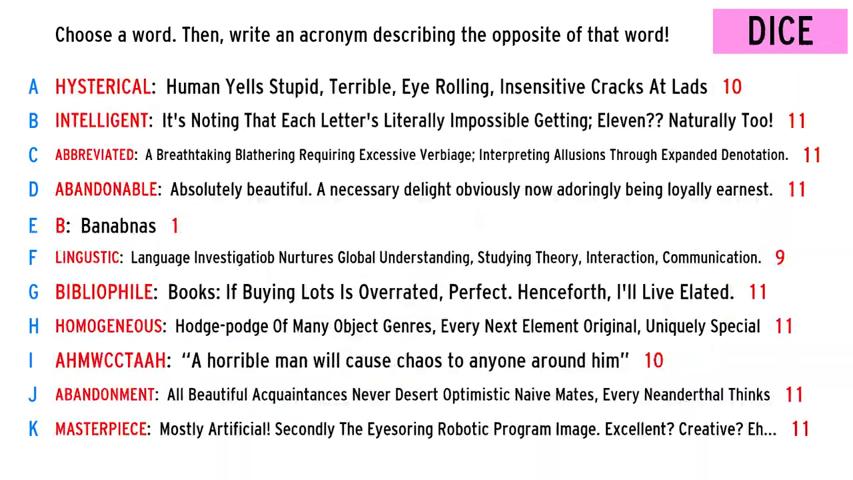 Choose a word. Then, write an acronym describing the opposite of that word!
DICE
A HYSTERICAL: Human Yells Stupid, Terrible, Eye Rolling, Insensitive Cracks At Lads 10
B INTELLIGENT: It's Noting That Each Letter's Literally Impossible Getting; Eleven?? Naturally Too! 11
C ABBREVIATED: A Breathtaking Blathering Requiring Excessive Verbiage; Interpreting Allusions Through Expanded Denotation. 11
D ABANDONABLE: Absolutely beautiful. A necessary delight obviously now adoringly being loyally earnest. 11
E B: Banabnas 1
F LINGUSTIC: Language Investigatiob Nurtures Global Understanding, Studying Theory, Interaction, Communication. 9
G BIBLIOPHILE: Books: If Buying Lots Is Overrated, Perfect. Henceforth, I'll Live Elated. 11
H HOMOGENEOUS: Hodge-podge Of Many Object Genres, Every Next Element Original, Uniquely Special 11
I AHMWCCTAAH: “A horrible man will cause chaos to anyone around him” 10
J ABANDONMENT: All Beautiful Acquaintances Never Desert Optimistic Naive Mates, Every Neanderthal Thinks 11
K MASTERPIECE: Mostly Artificial! Secondly The Eyesoring Robotic Program Image. Excellent? Creative? Eh... 11